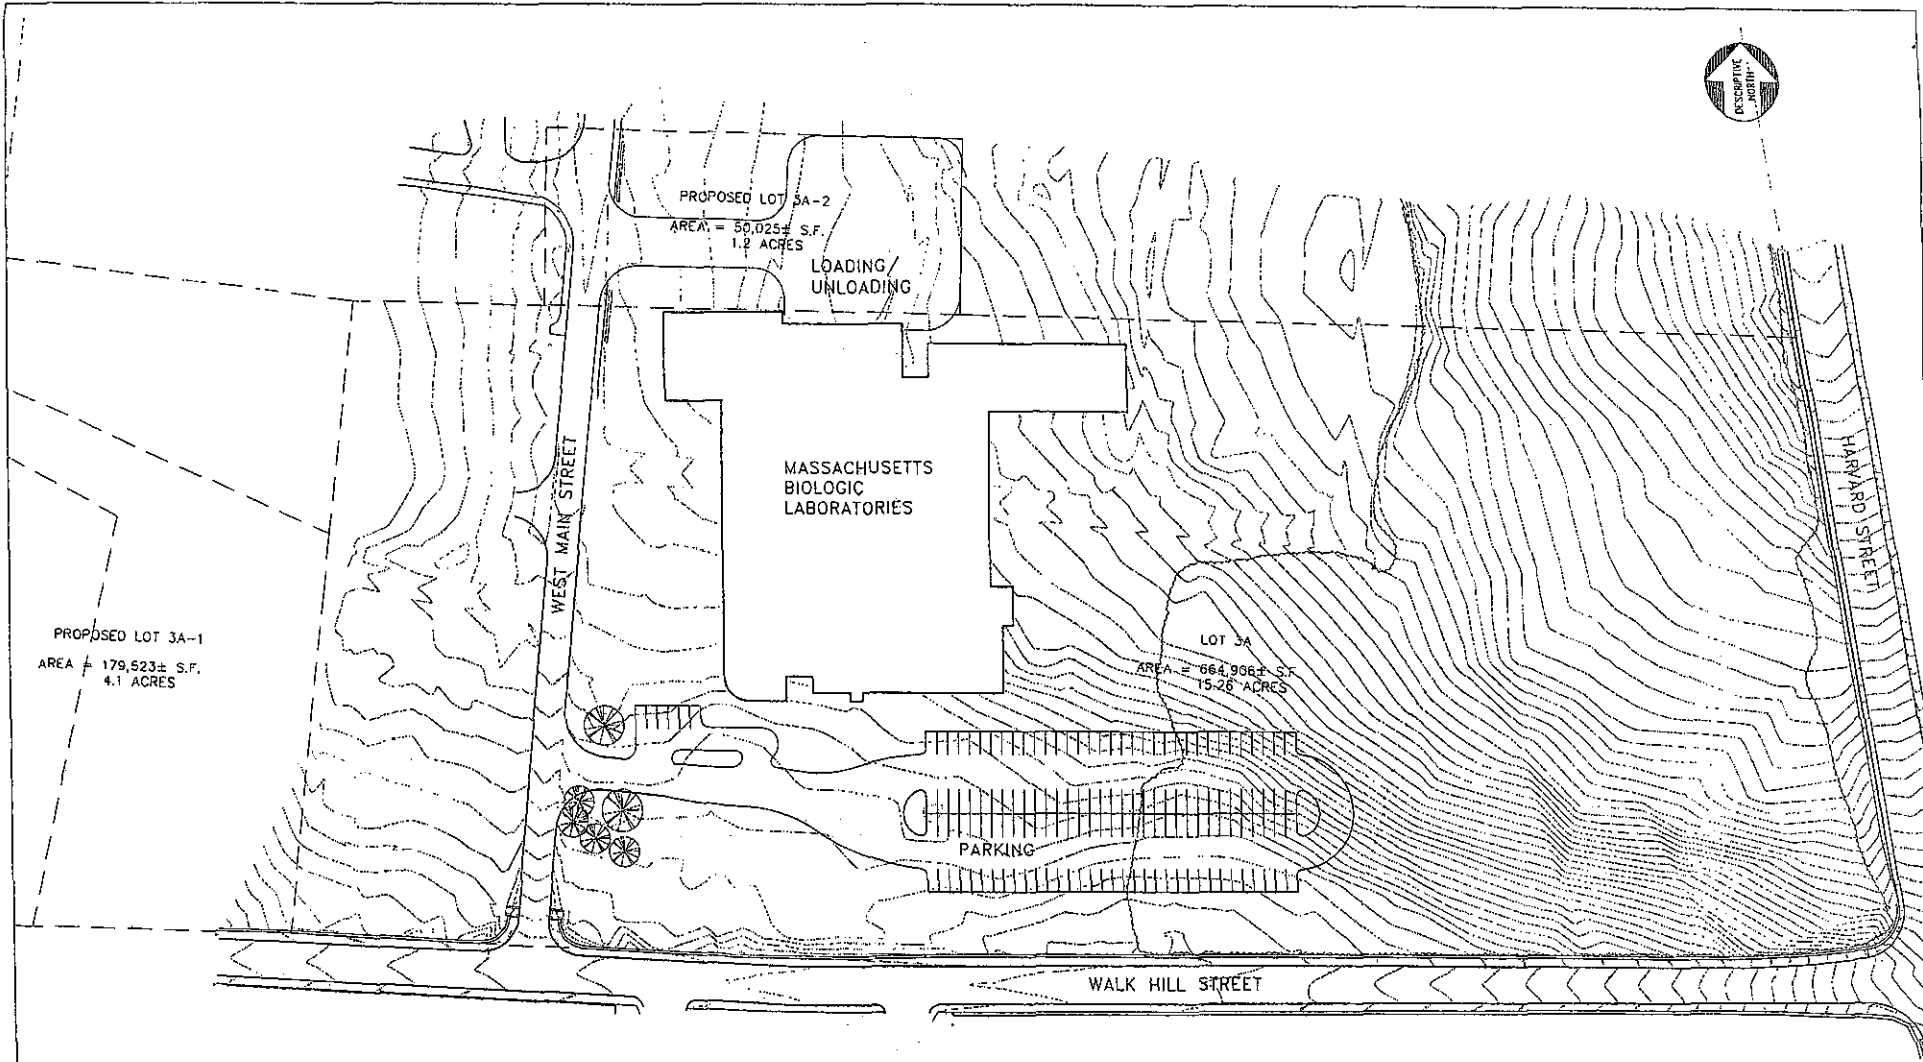 DESCRIPTIVE
NORTH
PROPOSED LOT 3A-2
AREA = 50,025± S.F.
1.2 ACRES
LOADING/
UNLOADING
MASSACHUSETTS
BIOLOGIC
LABORATORIES
WEST MAIN STREET
HARVARD STREET
PROPOSED LOT 3A-1
AREA = 179,523± S.F.
4.1 ACRES
LOT 3A
AREA = 664,906± S.F
15.26 ACRES
PARKING
WALK HILL STREET